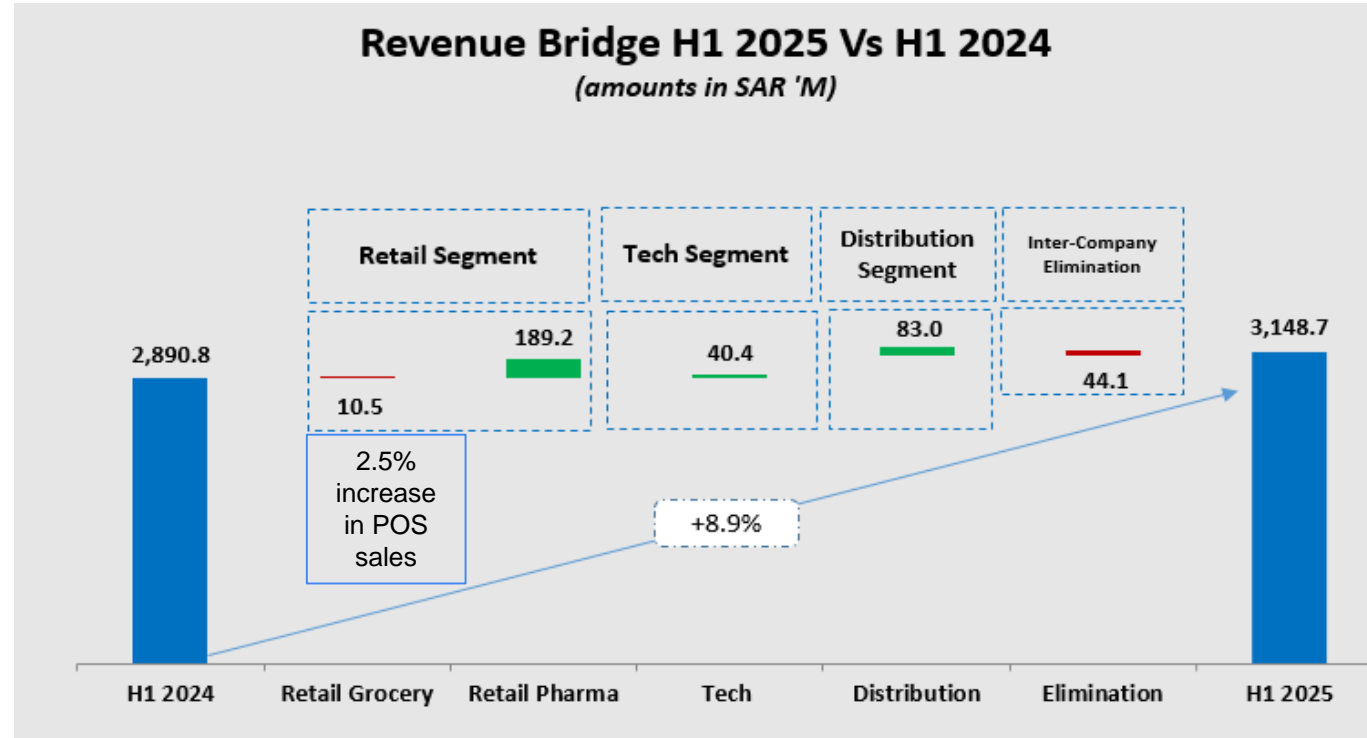 Revenue Bridge H1 2025 Vs H1 2024
(amounts in SAR 'M)
Retail Segment
Tech Segment
Distribution
Segment
Inter-Company
Elimination
2,890.8
10.5
189.2
40.4
83.0
44.1
3,148.7
2.5%
increase
in POS
sales
+8.9%
H1 2024
Retail Grocery
Retail Pharma
Tech
Distribution
Elimination
H1 2025